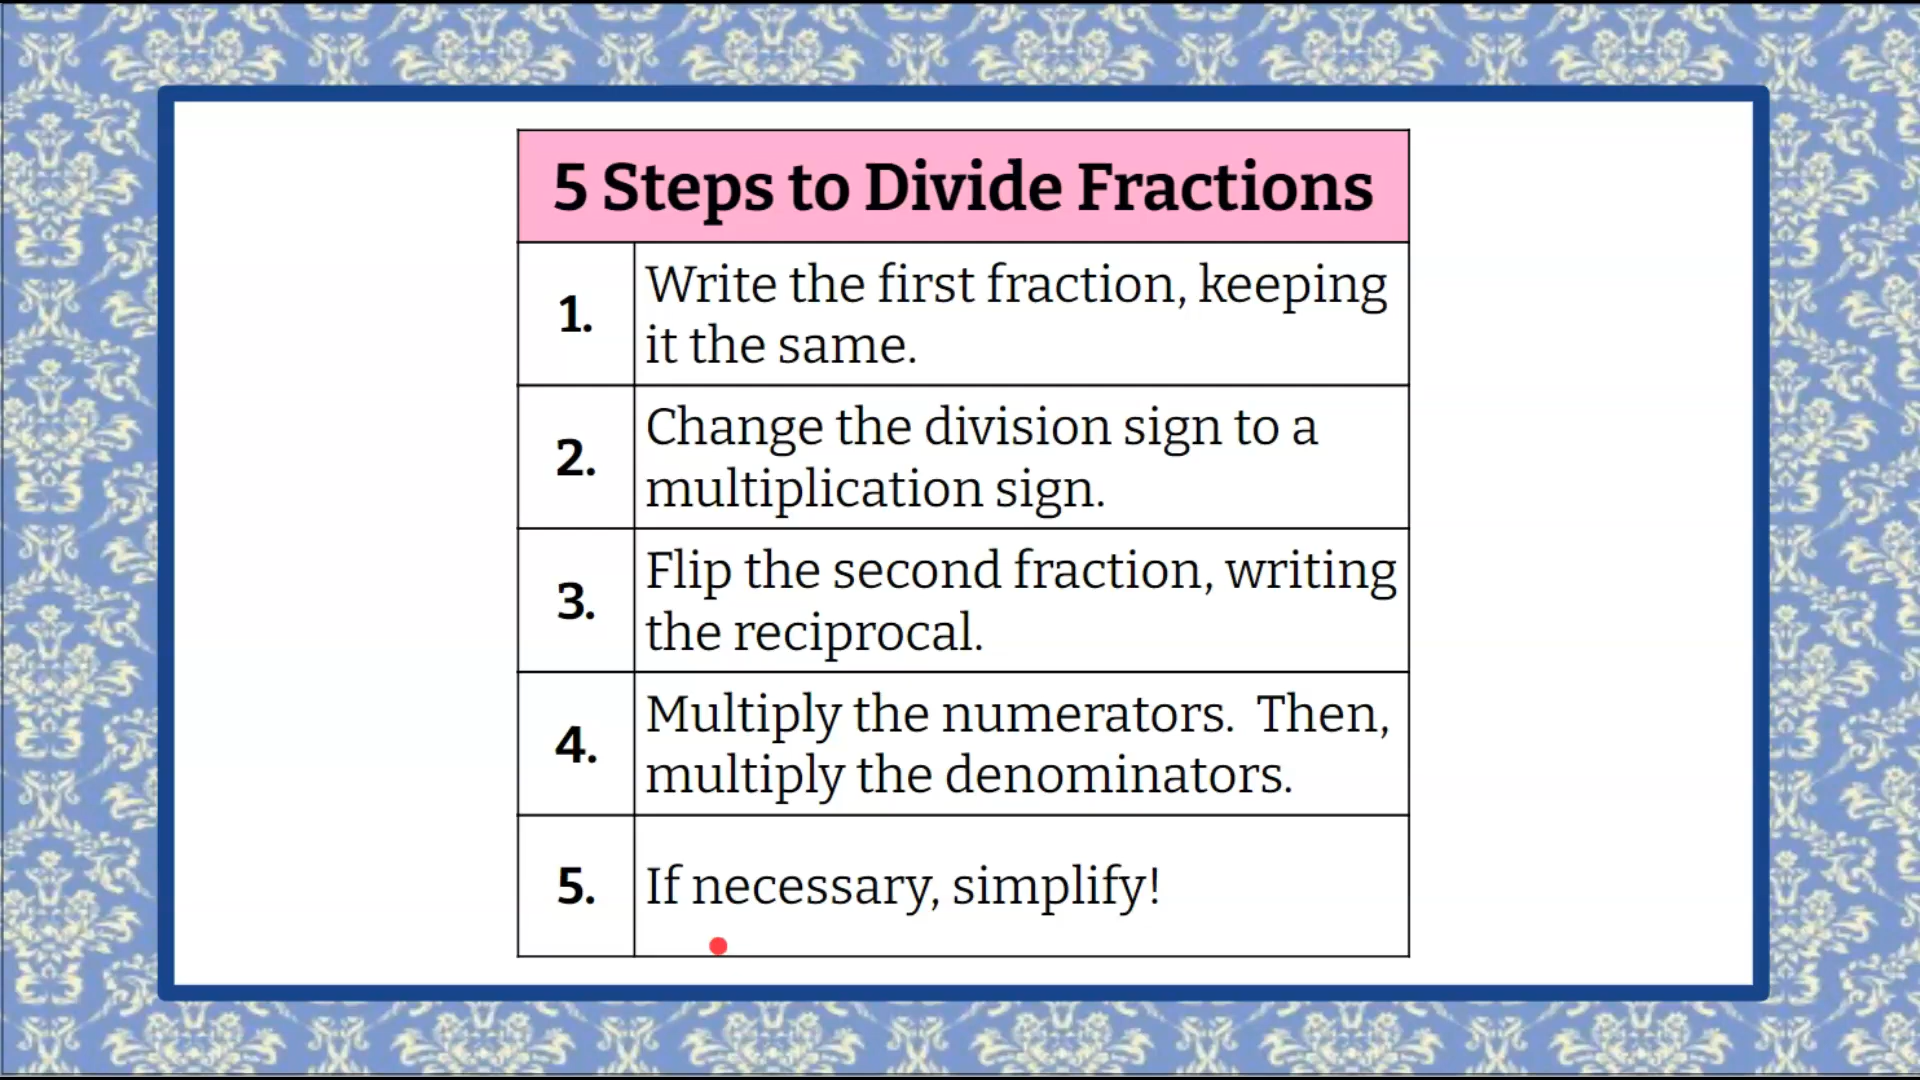 5 Steps to Divide Fractions
1.
Write the first fraction, keeping
it the same.
2.
Change the division sign to a
multiplication sign.
3.
Flip the second fraction, writing
the reciprocal.
4.
Multiply the numerators.  Then,
multiply the denominators.
5.
If necessary, simplify!